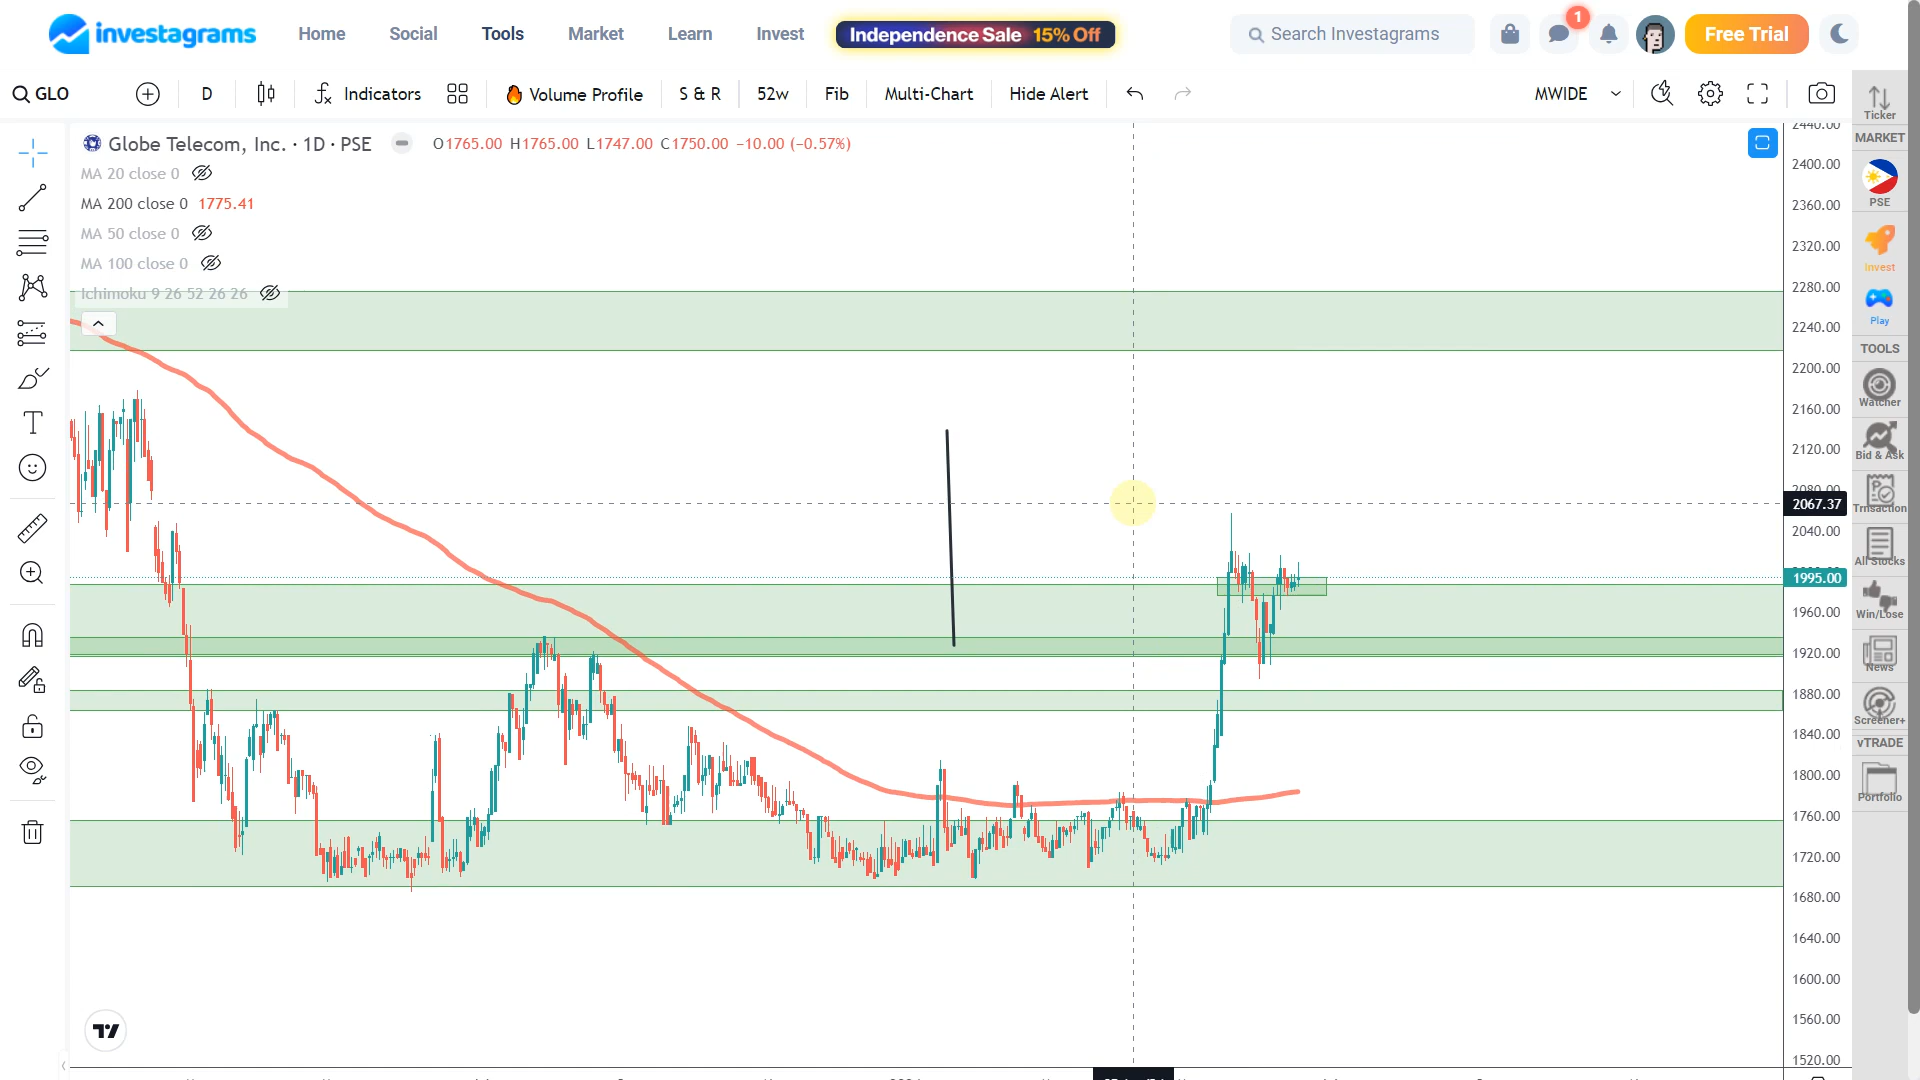 investagrams Home Social Tools Market Learn Invest Independence Sale 15% Off Search Investagrams 1 Free Trial
GLO D Indicators Volume Profile S & R 52w Fib Multi-Chart Hide Alert MWIDE
Globe Telecom, Inc. · 1D · PSE O1765.00 H1765.00 L1747.00 C1750.00 −10.00 (−0.57%)
MA 20 close 0
MA 200 close 0 1775.41
MA 50 close 0
MA 100 close 0
Ichimoku 9 26 52 26 26
2440.00
2400.00
2360.00
2320.00
2280.00
2240.00
2200.00
2160.00
2120.00
2080.00
2067.37
2040.00
1995.00
1960.00
1920.00
1880.00
1840.00
1800.00
1760.00
1720.00
1680.00
1640.00
1600.00
1560.00
1520.00
Ticker
MARKET
PSE
Invest
Play
TOOLS
Watcher
Bid & Ask
Trnsaction
All Stocks
Win/Lose
News
Screener+
vTRADE
Portfolio